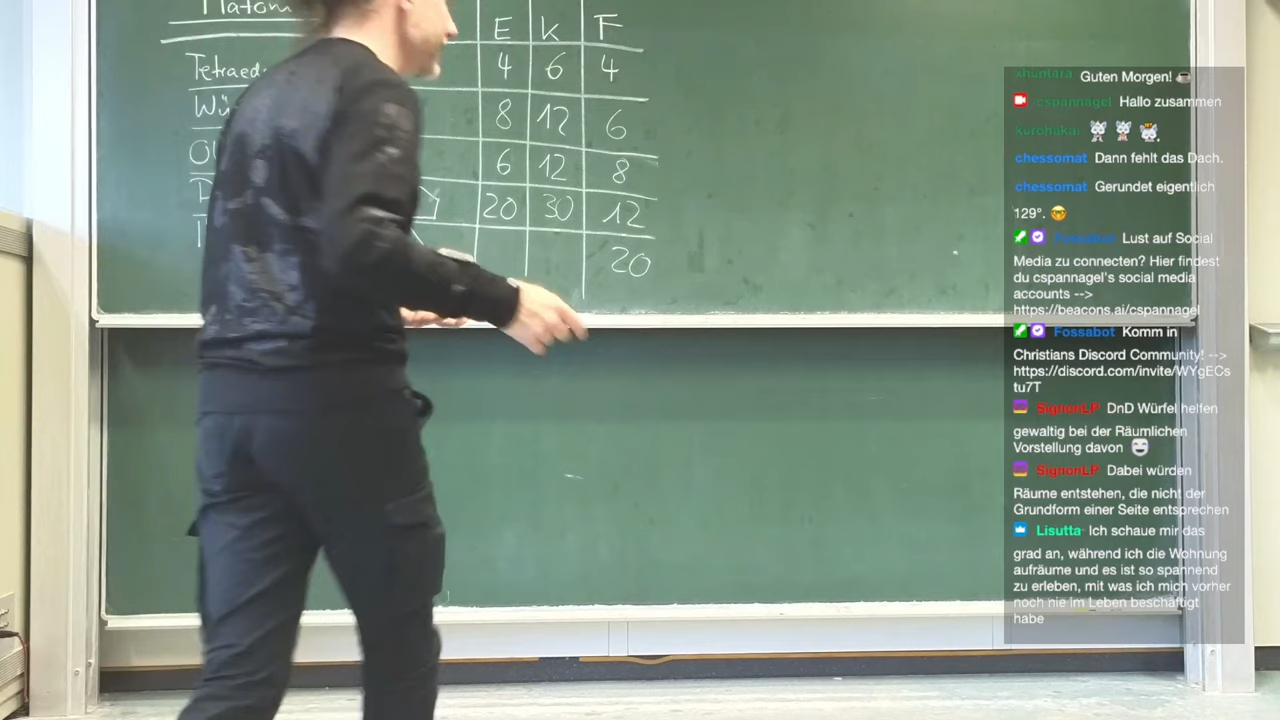 Platon
E K F
Tetraed
4 6 4
Wü
8 12 6
6 12 8
D
20 30 12
20
xhuntara Guten Morgen!
cspannagel Hallo zusammen
kurohakai
chessomat Dann fehlt das Dach.
chessomat Gerundet eigentlich
129°.
Fossabot Lust auf Social
Media zu connecten? Hier findest
du cspannagel's social media
accounts -->
https://beacons.ai/cspannagel
Fossabot Komm in
Christians Discord Community! -->
https://discord.com/invite/WYgECs
tu7T
SignonLP DnD Würfel helfen
gewaltig bei der Räumlichen
Vorstellung davon
SignonLP Dabei würden
Räume entstehen, die nicht der
Grundform einer Seite entsprechen
Lisutta Ich schaue mir das
grad an, während ich die Wohnung
aufräume und es ist so spannend
zu erleben, mit was ich mich vorher
noch nie im Leben beschäftigt
habe